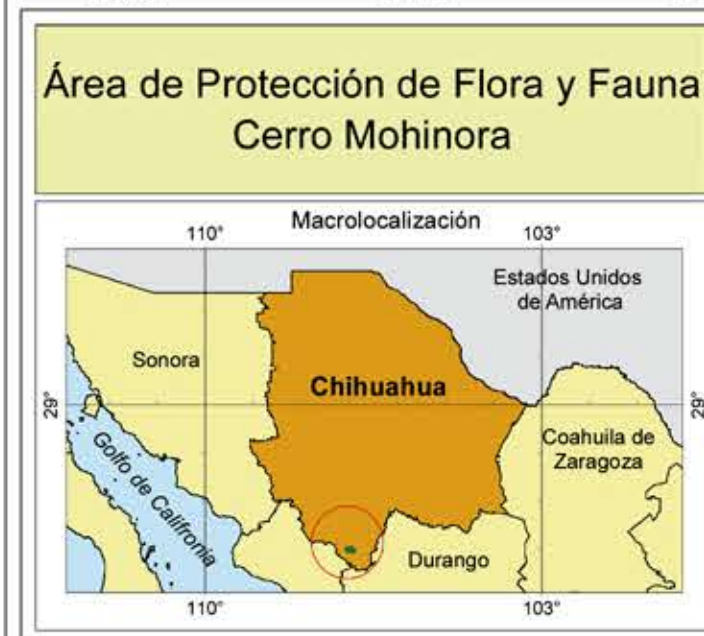 Área de Protección de Flora y Fauna
Cerro Mohinora
Macrolocalización
110°
103°
Estados Unidos
de América
Sonora
Chihuahua
29°
29°
Coahuila de
Zaragoza
Golfo de Califronia
Durango
110°
103°